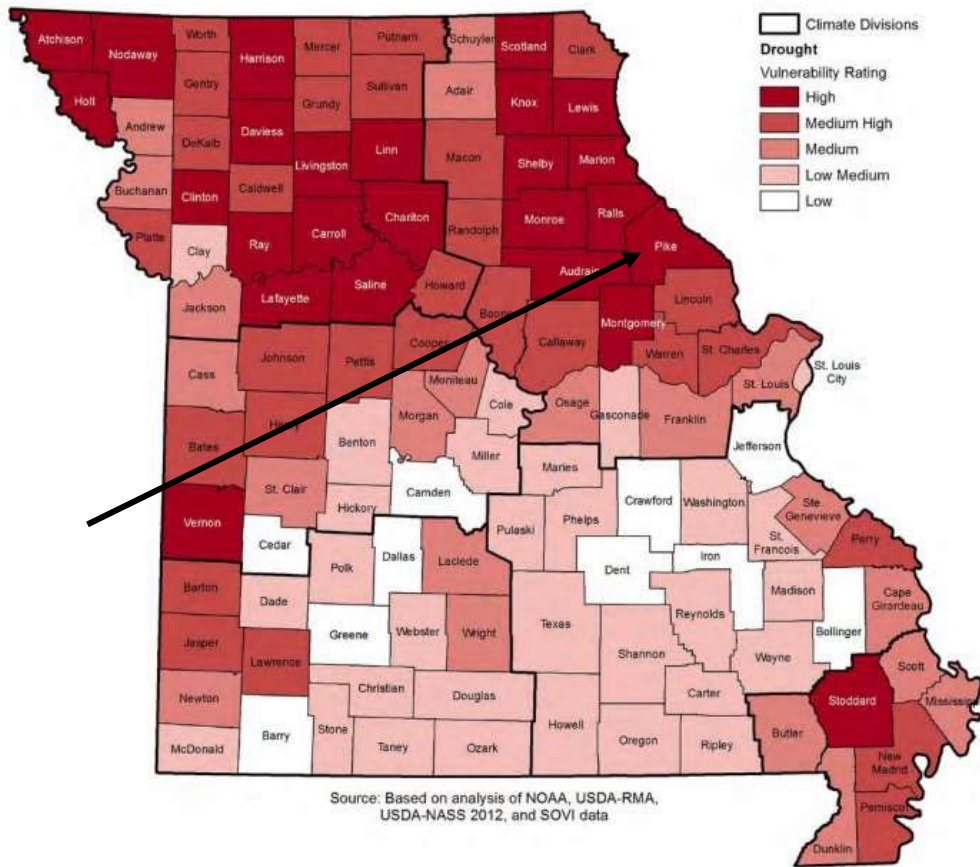 Climate Divisions
Drought
Vulnerability Rating
High
Medium High
Medium
Low Medium
Low
Atchison
Nodaway
Worth
Harrison
Mercer
Putnam
Schuyler
Scotland
Clark
Holt
Andrew
Gentry
DeKalb
Daviess
Grundy
Sullivan
Adair
Knox
Lewis
Buchanan
Clinton
Caldwell
Livingston
Linn
Macon
Shelby
Marion
Platte
Clay
Ray
Carroll
Chariton
Randolph
Monroe
Ralls
Pike
Jackson
Lafayette
Saline
Howard
Boone
Audrain
Callaway
Montgomery
Lincoln
Warren
St. Charles
St. Louis
St. Louis
City
Cass
Johnson
Pettis
Cooper
Moniteau
Cole
Osage
Gasconade
Franklin
Jefferson
Bates
Henry
Benton
Morgan
Miller
Maries
Crawford
Washington
Ste.
Genevieve
Vernon
St. Clair
Hickory
Camden
Pulaski
Phelps
Dent
Iron
St.
Francois
Perry
Cedar
Polk
Dallas
Laclede
Barton
Dade
Greene
Webster
Wright
Texas
Shannon
Reynolds
Madison
Bollinger
Cape
Girardeau
Jasper
Lawrence
Christian
Douglas
Wayne
Carter
Stoddard
Scott
Mississippi
Newton
McDonald
Barry
Stone
Taney
Ozark
Howell
Oregon
Ripley
Butler
New
Madrid
Pemiscot
Dunklin
Source: Based on analysis of NOAA, USDA-RMA,
USDA-NASS 2012, and SOVI data